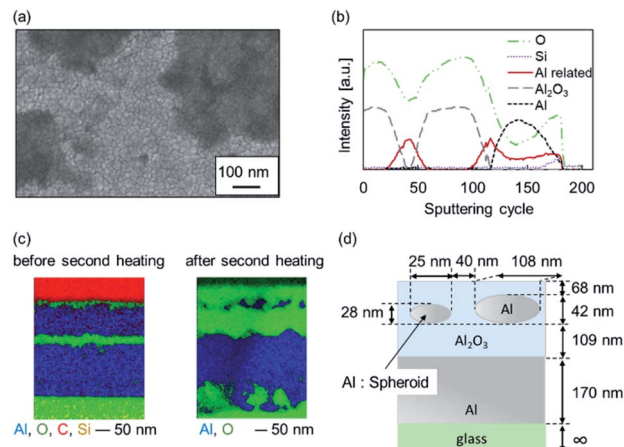 (a)
100 nm
(b)
Intensity [a.u.]
O
Si
Al related
Al₂O₃
Al
0 50 100 150 200
Sputtering cycle
(c)
before second heating
after second heating
Al, O, C, Si — 50 nm
Al, O — 50 nm
(d)
25 nm 40 nm 108 nm
68 nm
28 nm
42 nm
Al
Al₂O₃
109 nm
Al : Spheroid
170 nm
Al
glass
∞